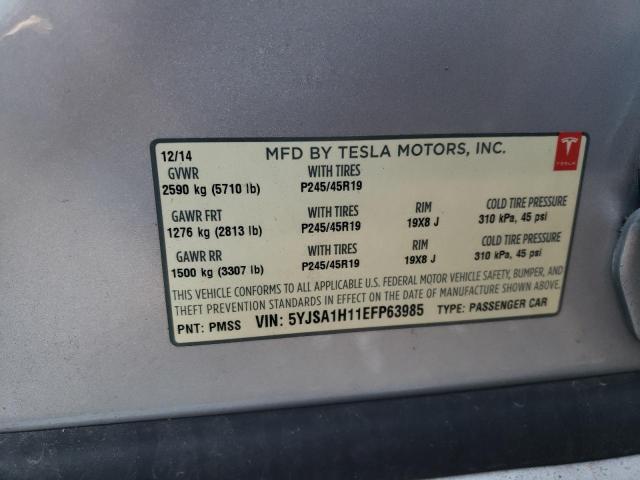 12/14 MFD BY TESLA MOTORS, INC.
GVWR WITH TIRES
2590 kg (5710 lb) P245/45R19
GAWR FRT WITH TIRES RIM COLD TIRE PRESSURE
1276 kg (2813 lb) P245/45R19 19X8 J 310 kPa, 45 psi
GAWR RR WITH TIRES RIM COLD TIRE PRESSURE
1500 kg (3307 lb) P245/45R19 19X8 J 310 kPa, 45 psi
THIS VEHICLE CONFORMS TO ALL APPLICABLE U.S. FEDERAL MOTOR VEHICLE SAFETY, BUMPER, AND
THEFT PREVENTION STANDARDS IN EFFECT ON THE DATE OF MANUFACTURE SHOWN ABOVE.
PNT: PMSS VIN: 5YJSA1H11EFP63985 TYPE: PASSENGER CAR
TESLA